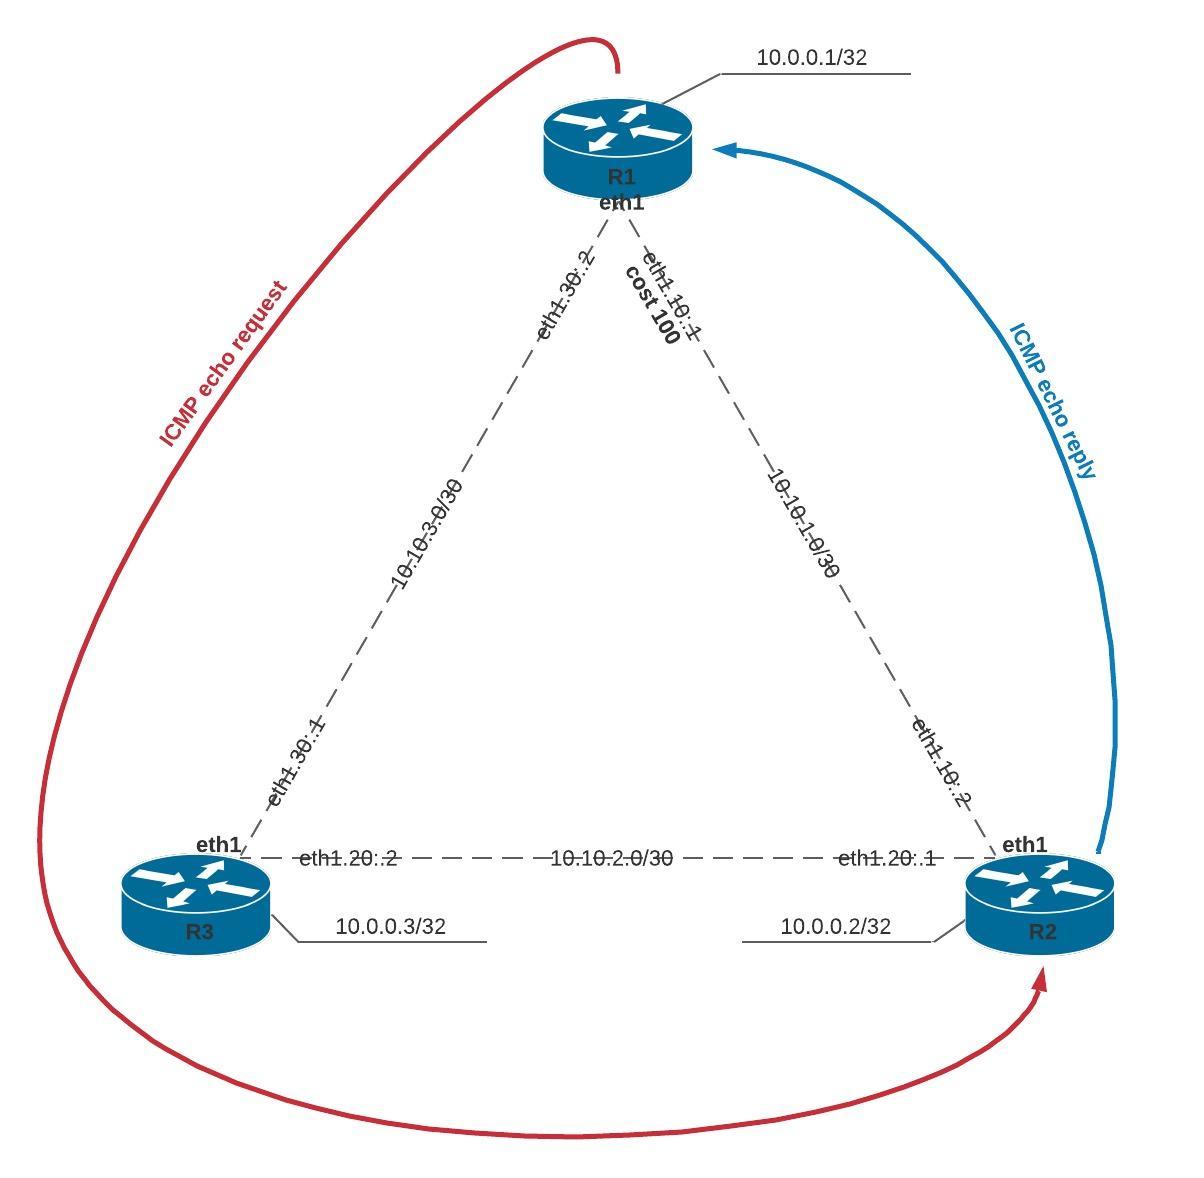 10.0.0.1/32
R1
eth1
eth1.30:.2
eth1.10:.1
cost 100
ICMP echo request
ICMP echo reply
10.10.3.0/30
10.10.1.0/30
eth1.30:.1
eth1.10:.2
eth1
eth1
eth1.20:.2
10.10.2.0/30
eth1.20:.1
R3
10.0.0.3/32
10.0.0.2/32
R2